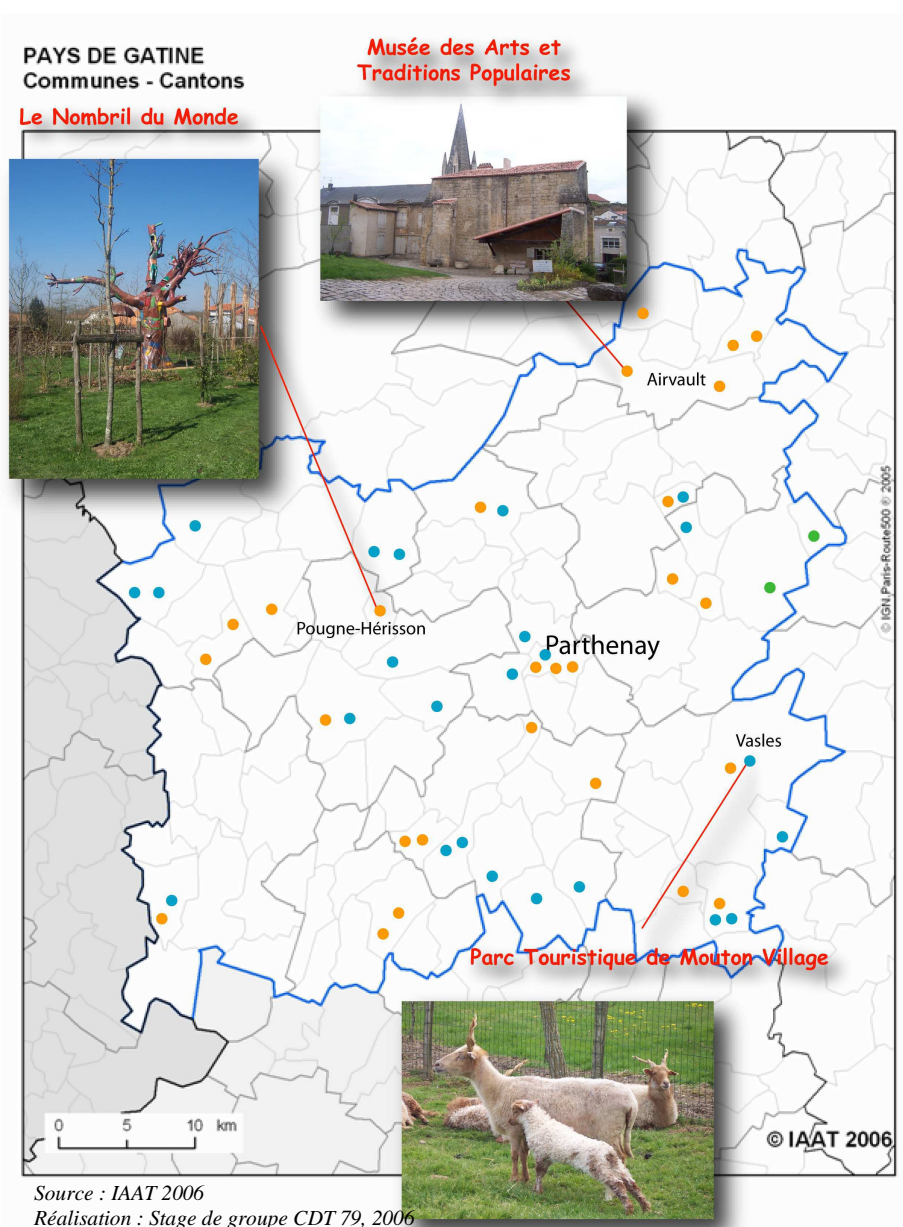 PAYS DE GATINE
Communes - Cantons
Musée des Arts et
Traditions Populaires
Le Nombril du Monde
Airvault
© IGN Paris-Route500 © 2005
Pougne-Hérisson
Parthenay
Vasles
Parc Touristique de Mouton Village
0 5 10 km
© IAAT 2006
Source : IAAT 2006
Réalisation : Stage de groupe CDT 79, 2006